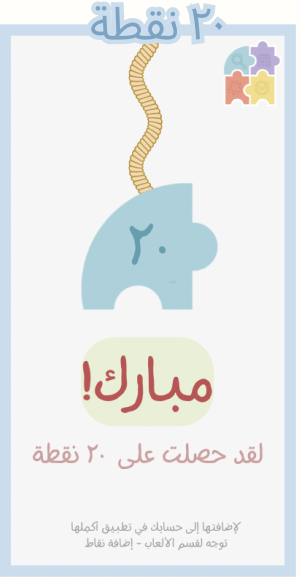 ٢٠ نقطة
٢٠
مبارك!
لقد حصلت على ٢٠ نقطة
لإضافتها إلى حسابك في تطبيق أكملها
توجه لقسم الألعاب - إضافة نقاط